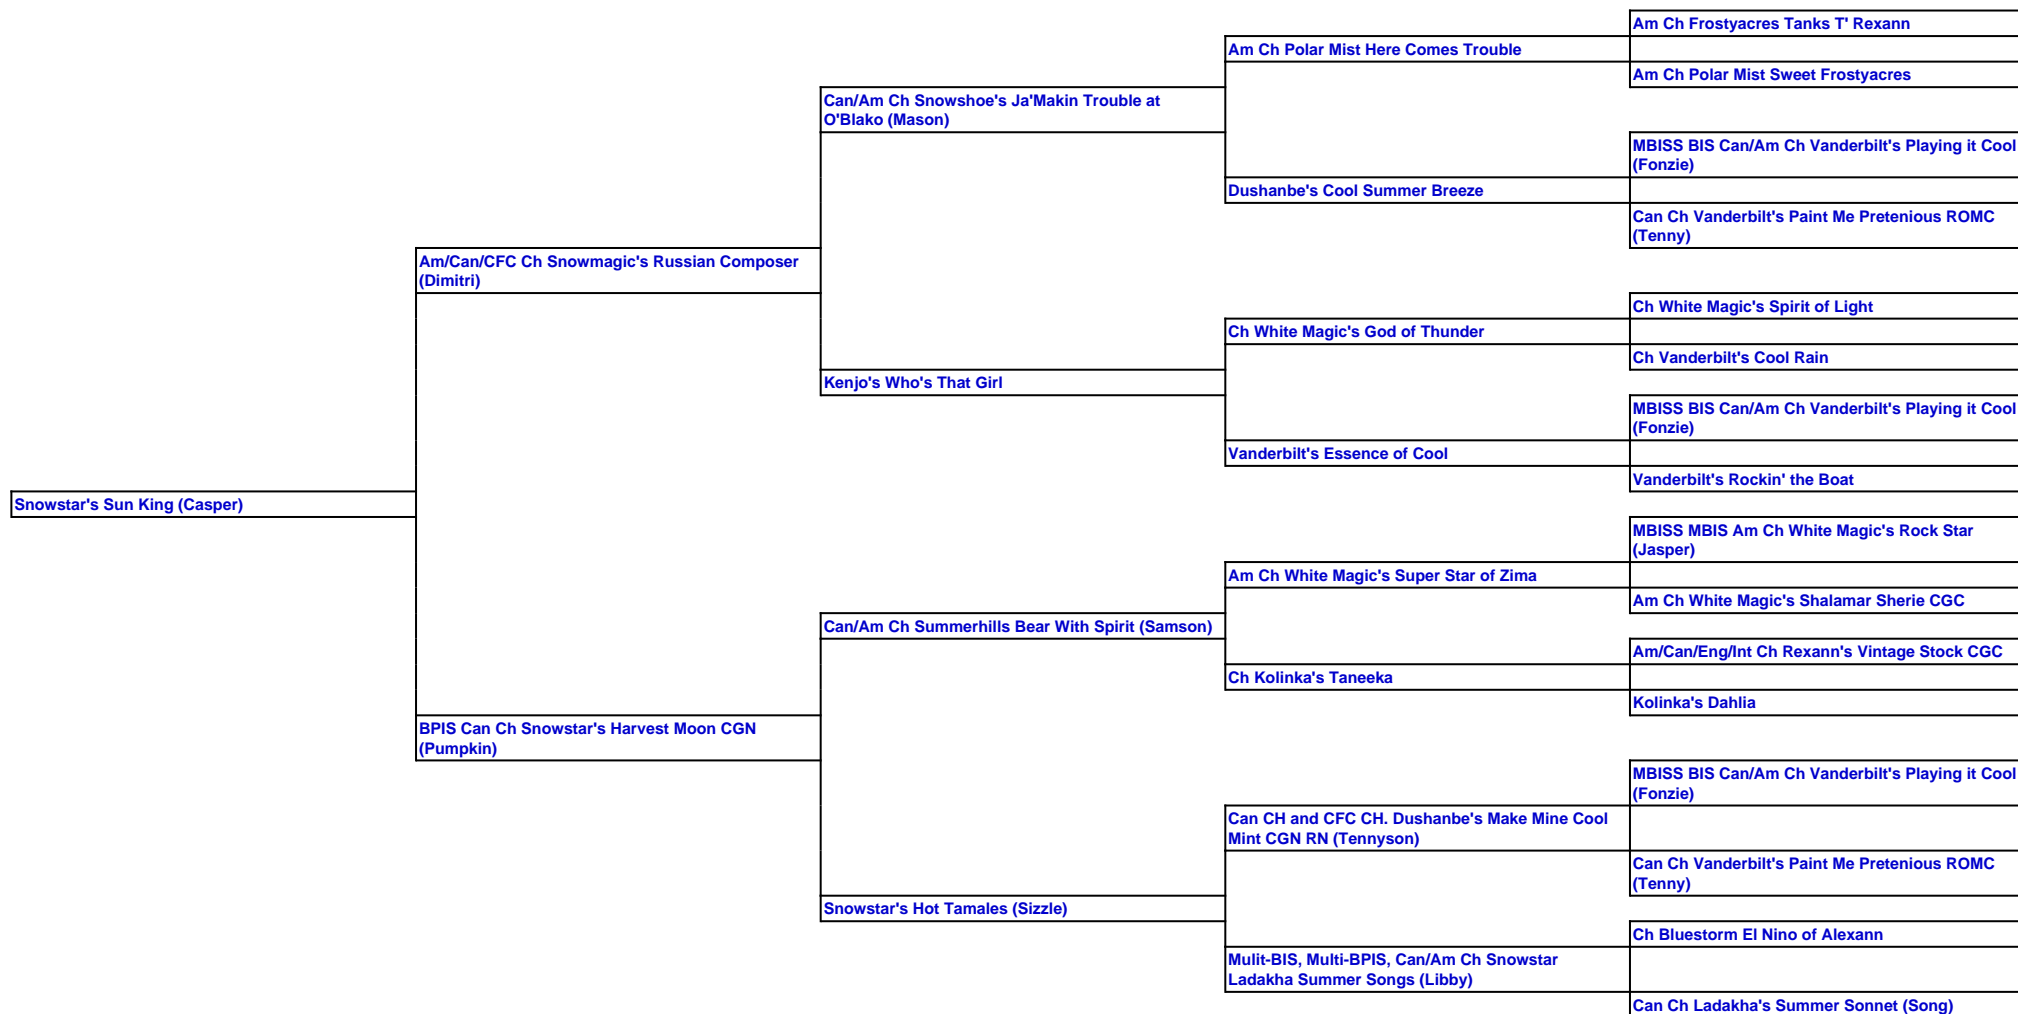 Am Ch Frostyacres Tanks T' Rexann
Am Ch Polar Mist Here Comes Trouble
Am Ch Polar Mist Sweet Frostyacres
Can/Am Ch Snowshoe's Ja'Makin Trouble at
O'Blako (Mason)
MBISS BIS Can/Am Ch Vanderbilt's Playing it Cool
(Fonzie)
Dushanbe's Cool Summer Breeze
Can Ch Vanderbilt's Paint Me Pretenious ROMC
(Tenny)
Am/Can/CFC Ch Snowmagic's Russian Composer
(Dimitri)
Ch White Magic's Spirit of Light
Ch White Magic's God of Thunder
Ch Vanderbilt's Cool Rain
Kenjo's Who's That Girl
MBISS BIS Can/Am Ch Vanderbilt's Playing it Cool
(Fonzie)
Vanderbilt's Essence of Cool
Vanderbilt's Rockin' the Boat
Snowstar's Sun King (Casper)
MBISS MBIS Am Ch White Magic's Rock Star
(Jasper)
Am Ch White Magic's Super Star of Zima
Am Ch White Magic's Shalamar Sherie CGC
Can/Am Ch Summerhills Bear With Spirit (Samson)
Am/Can/Eng/Int Ch Rexann's Vintage Stock CGC
Ch Kolinka's Taneeka
Kolinka's Dahlia
BPIS Can Ch Snowstar's Harvest Moon CGN
(Pumpkin)
MBISS BIS Can/Am Ch Vanderbilt's Playing it Cool
(Fonzie)
Can CH and CFC CH. Dushanbe's Make Mine Cool
Mint CGN RN (Tennyson)
Can Ch Vanderbilt's Paint Me Pretenious ROMC
(Tenny)
Snowstar's Hot Tamales (Sizzle)
Ch Bluestorm El Nino of Alexann
Mulit-BIS, Multi-BPIS, Can/Am Ch Snowstar
Ladakha Summer Songs (Libby)
Can Ch Ladakha's Summer Sonnet (Song)